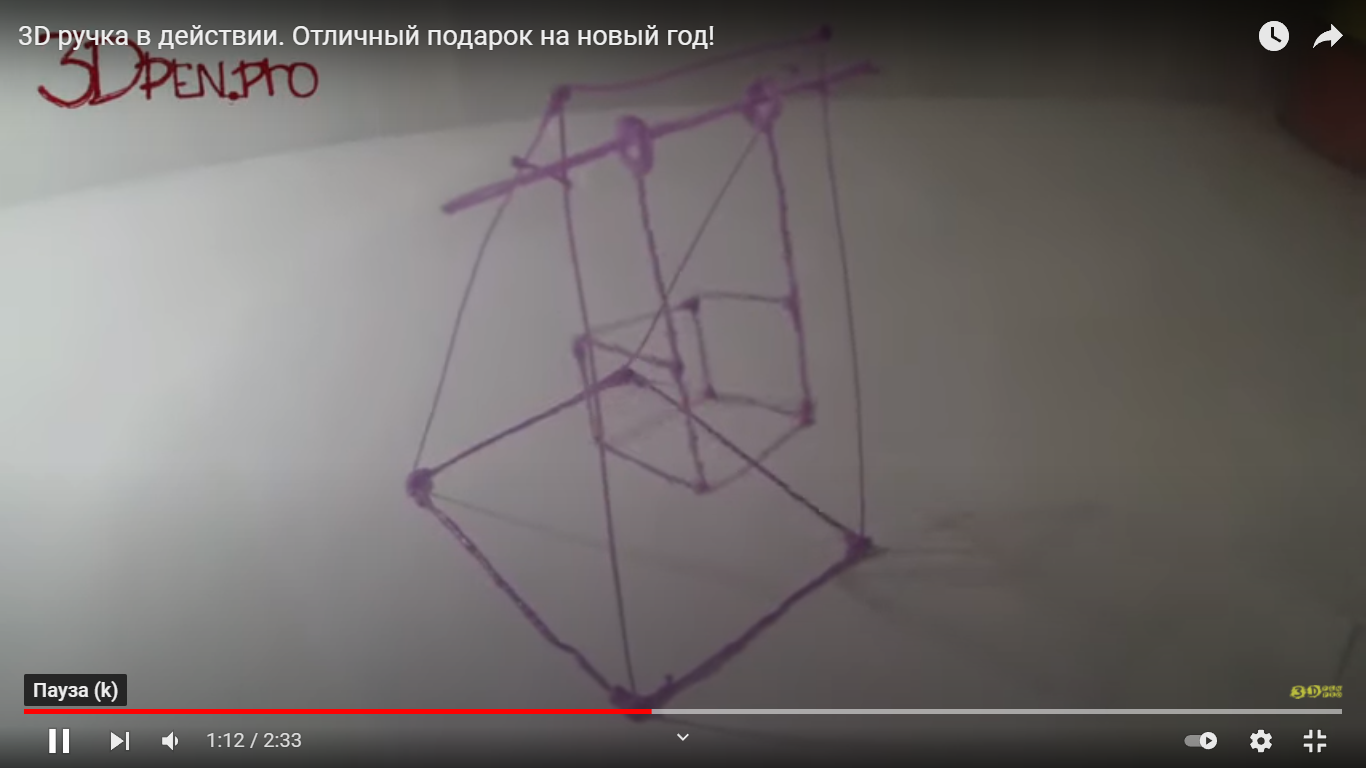 3D ручка в действии. Отличный подарок на новый год!
3DPEN.PRO
Пауза (k)
1:12 / 2:33